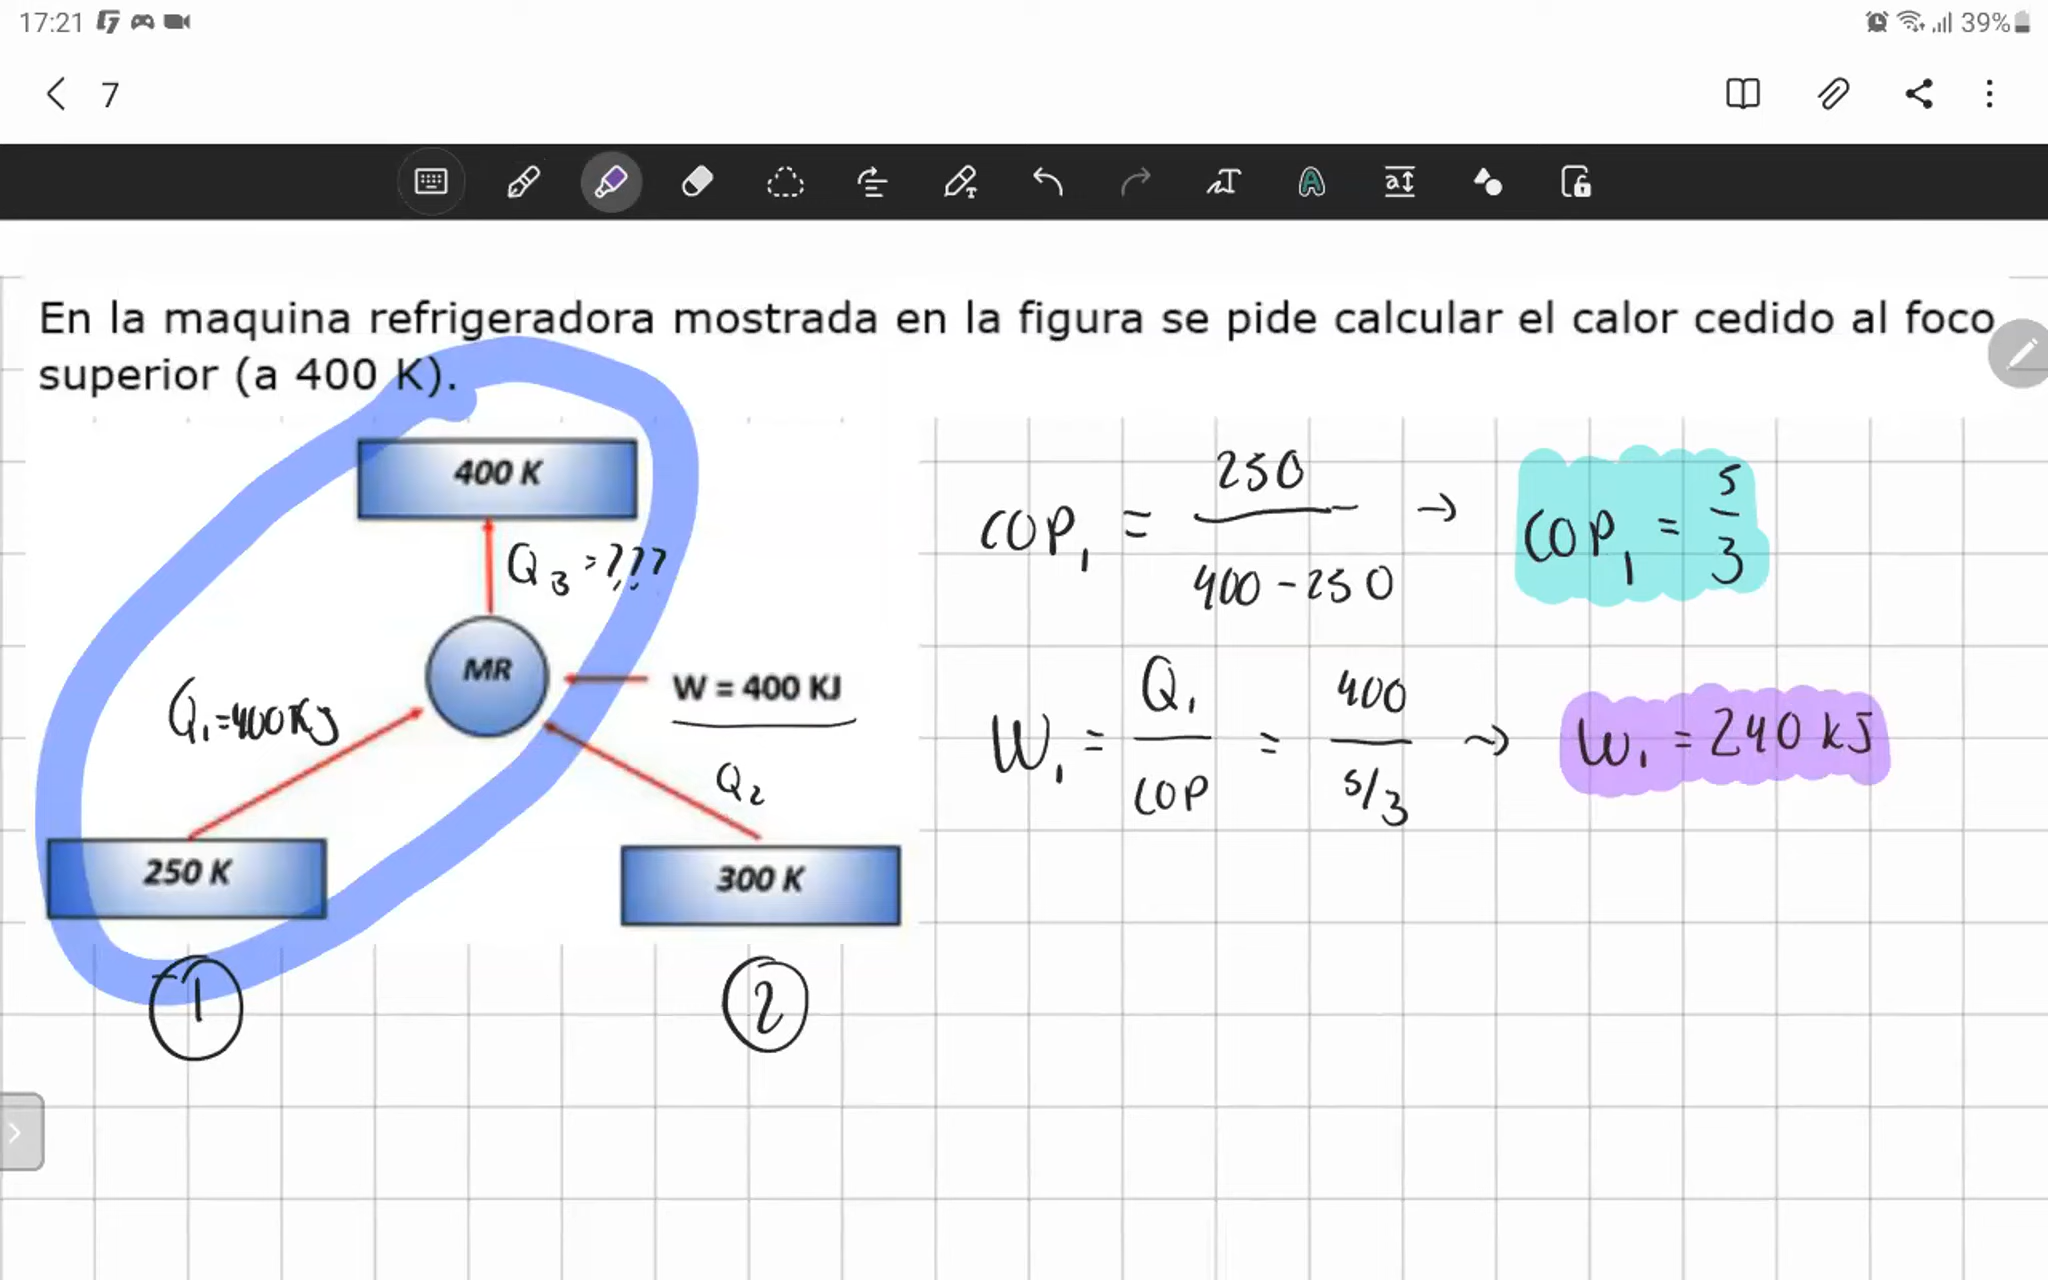 17:21
39%
7
En la maquina refrigeradora mostrada en la figura se pide calcular el calor cedido al foco
superior (a 400 K).
400 K
Q3 = ???
MR
W = 400 KJ
Q1=400KJ
Q2
250 K
300 K
1
2
COP1 = 250 / 400 - 250 → COP1 = 5/3
W1 = Q1 / COP = 400 / 5/3 → W1 = 240 kJ